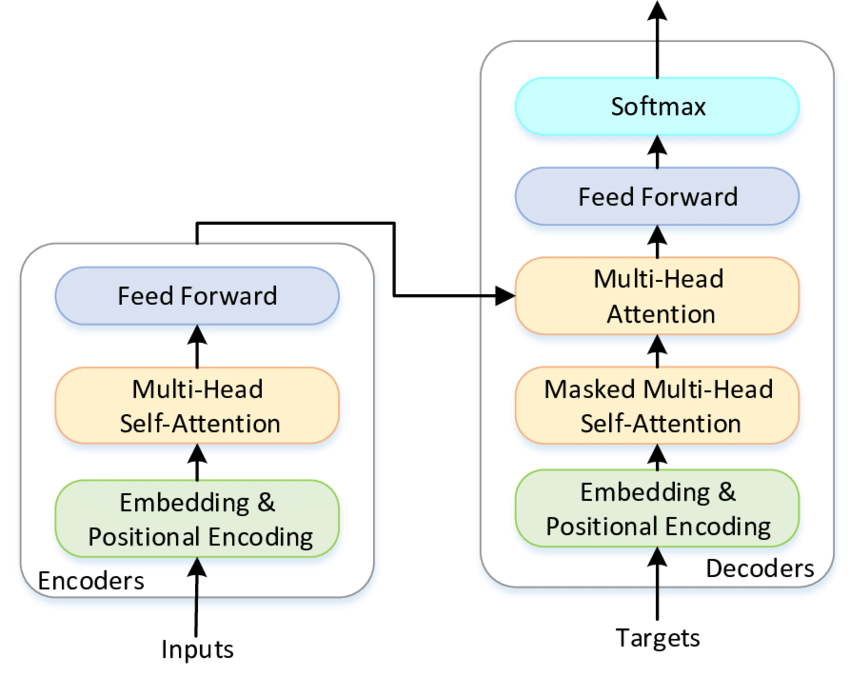 Feed Forward
Multi-Head
Self-Attention
Embedding &
Positional Encoding
Encoders
Inputs
Softmax
Feed Forward
Multi-Head
Attention
Masked Multi-Head
Self-Attention
Embedding &
Positional Encoding
Decoders
Targets